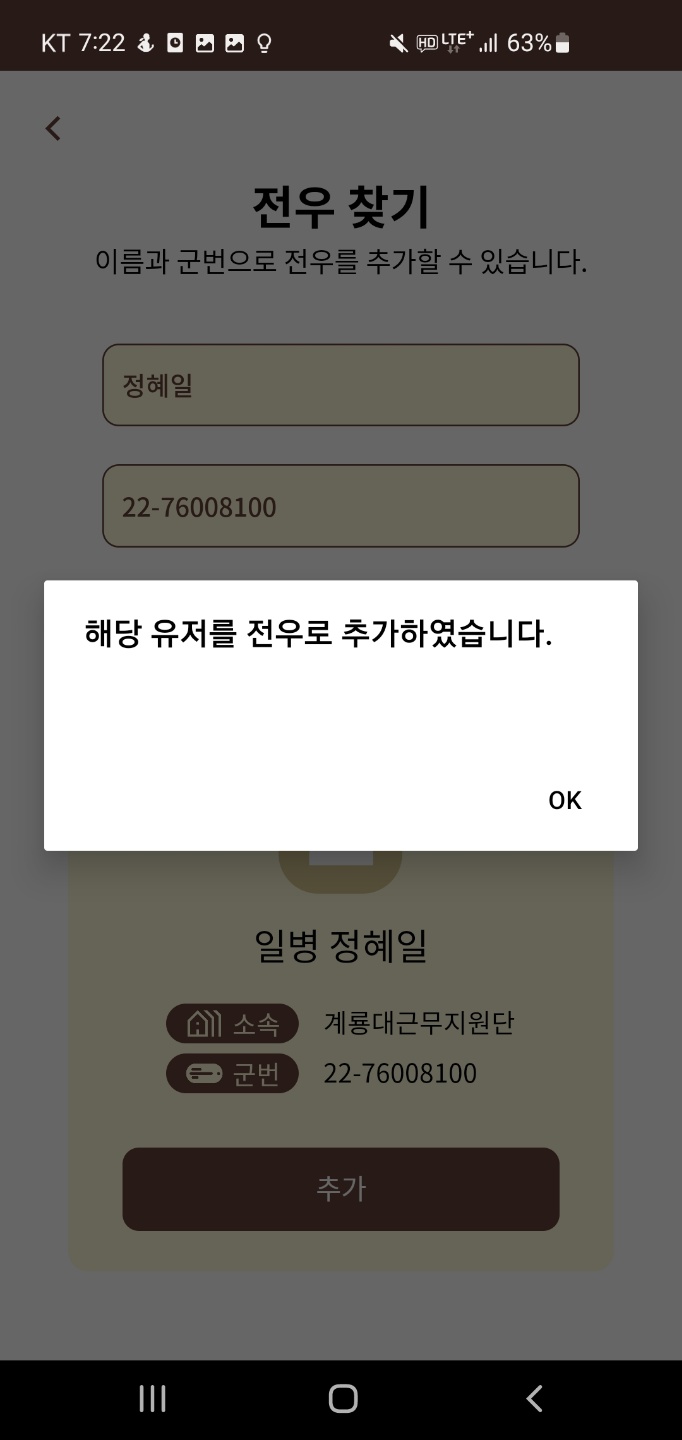 KT 7:22 HD LTE+ 63%
전우 찾기
이름과 군번으로 전우를 추가할 수 있습니다.
정혜일
22-76008100
해당 유저를 전우로 추가하였습니다.
OK
일병 정혜일
소속 계룡대근무지원단
군번 22-76008100
추가